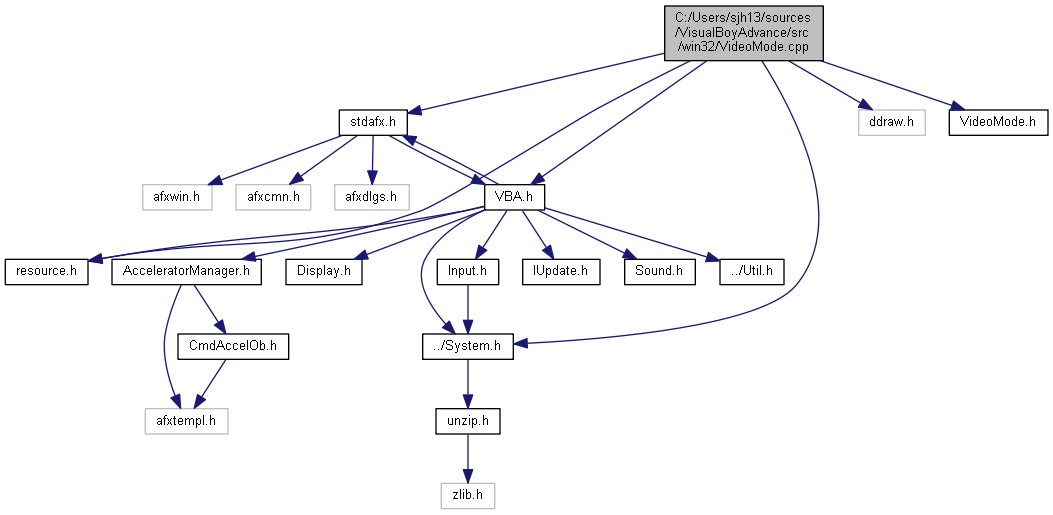 C:/Users/sjh13/sources
/VisualBoyAdvance/src
/win32/VideoMode.cpp
stdafx.h
ddraw.h
VideoMode.h
afxwin.h
afxcmn.h
afxdlgs.h
VBA.h
resource.h
AcceleratorManager.h
Display.h
Input.h
IUpdate.h
Sound.h
../Util.h
CmdAccelOb.h
../System.h
afxtempl.h
unzip.h
zlib.h